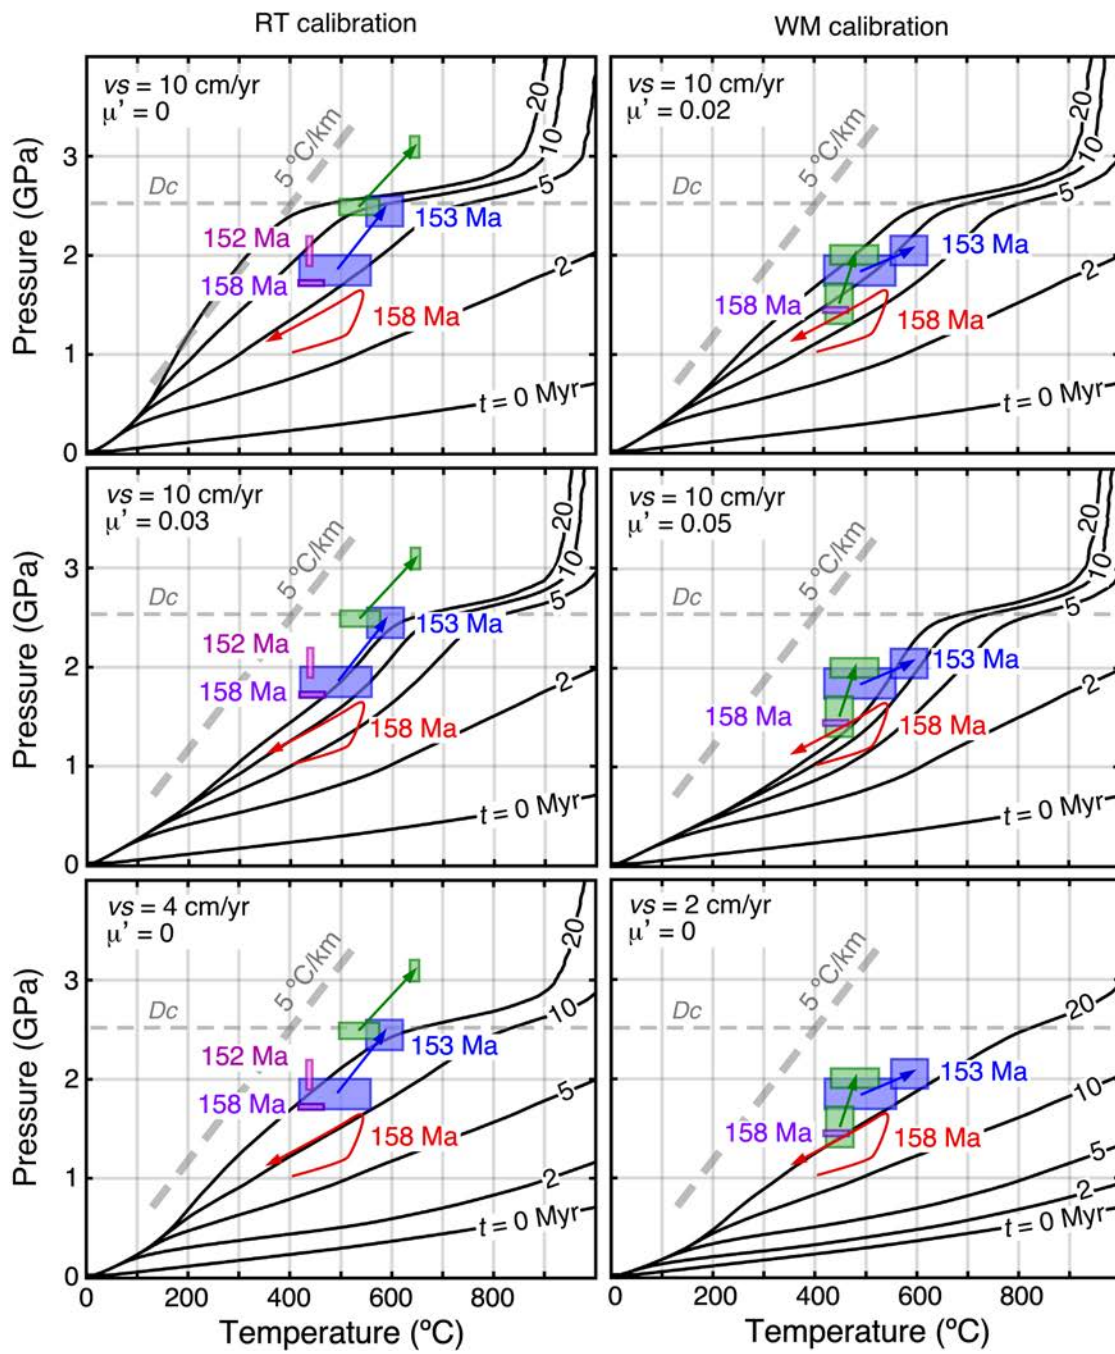 RT calibration
WM calibration
vs = 10 cm/yr
μ' = 0
5 ºC/km
20
10
5
2
Dc
152 Ma
153 Ma
158 Ma
158 Ma
t = 0 Myr
3
2
1
0
Pressure (GPa)
vs = 10 cm/yr
μ' = 0.02
5 ºC/km
20
10
5
2
Dc
153 Ma
158 Ma
158 Ma
t = 0 Myr
vs = 10 cm/yr
μ' = 0.03
5 ºC/km
20
10
5
2
Dc
152 Ma
153 Ma
158 Ma
158 Ma
t = 0 Myr
3
2
1
0
Pressure (GPa)
vs = 10 cm/yr
μ' = 0.05
5 ºC/km
20
10
5
2
Dc
153 Ma
158 Ma
158 Ma
t = 0 Myr
vs = 4 cm/yr
μ' = 0
5 ºC/km
20
10
5
2
Dc
152 Ma
153 Ma
158 Ma
158 Ma
t = 0 Myr
3
2
1
0
Pressure (GPa)
0 200 400 600 800
Temperature (ºC)
vs = 2 cm/yr
μ' = 0
5 ºC/km
20
10
5
2
Dc
153 Ma
158 Ma
158 Ma
t = 0 Myr
0 200 400 600 800
Temperature (ºC)